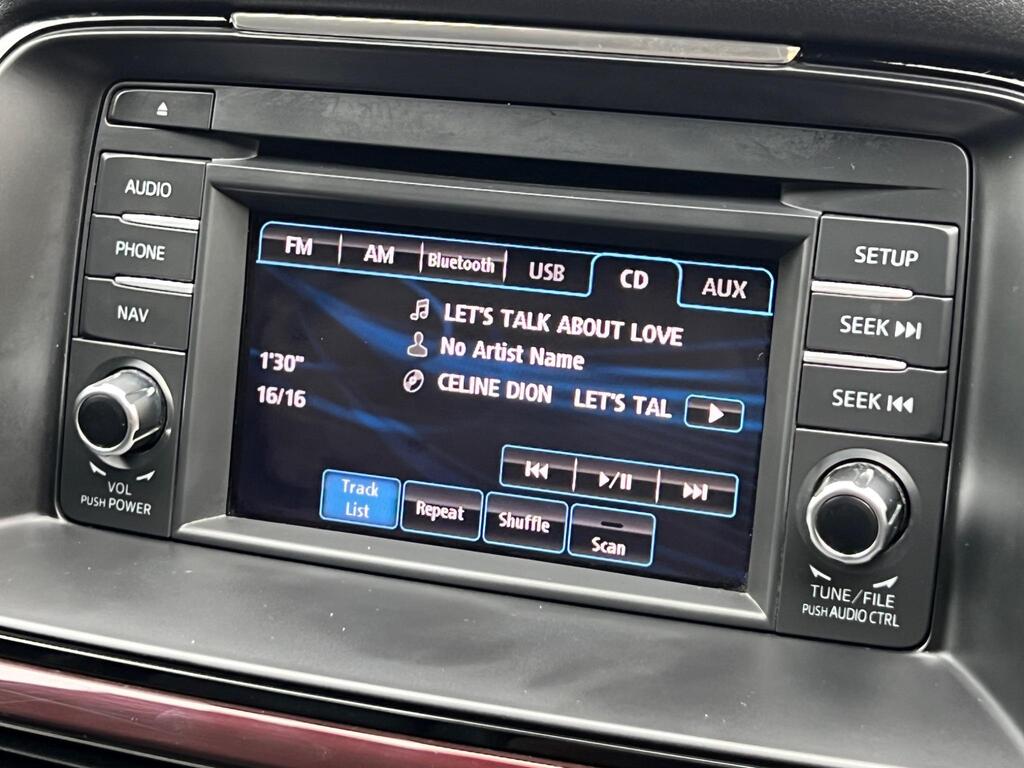 AUDIO
PHONE
NAV
VOL
PUSH POWER
FM AM Bluetooth USB CD AUX
LET'S TALK ABOUT LOVE
No Artist Name
CELINE DION LET'S TAL
1'30"
16/16
Track
List
Repeat
Shuffle
Scan
SETUP
SEEK
SEEK
TUNE/FILE
PUSH AUDIO CTRL